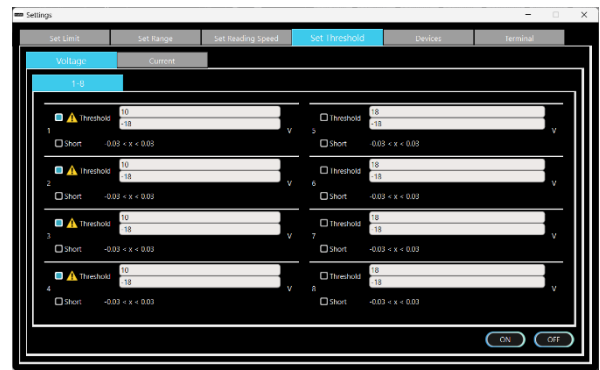 Settings
Set Limit Set Range Set Reading Speed Set Threshold Devices Terminal
Voltage Current
1-8
1 Threshold 10 -18 V
Short -0.03 < x < 0.03
5 Threshold 18 -18 V
Short -0.03 < x < 0.03
2 Threshold 10 -18 V
Short -0.03 < x < 0.03
6 Threshold 18 -18 V
Short -0.03 < x < 0.03
3 Threshold 10 -18 V
Short -0.03 < x < 0.03
7 Threshold 18 -18 V
Short -0.03 < x < 0.03
4 Threshold 10 -18 V
Short -0.03 < x < 0.03
8 Threshold 18 -18 V
Short -0.03 < x < 0.03
ON OFF